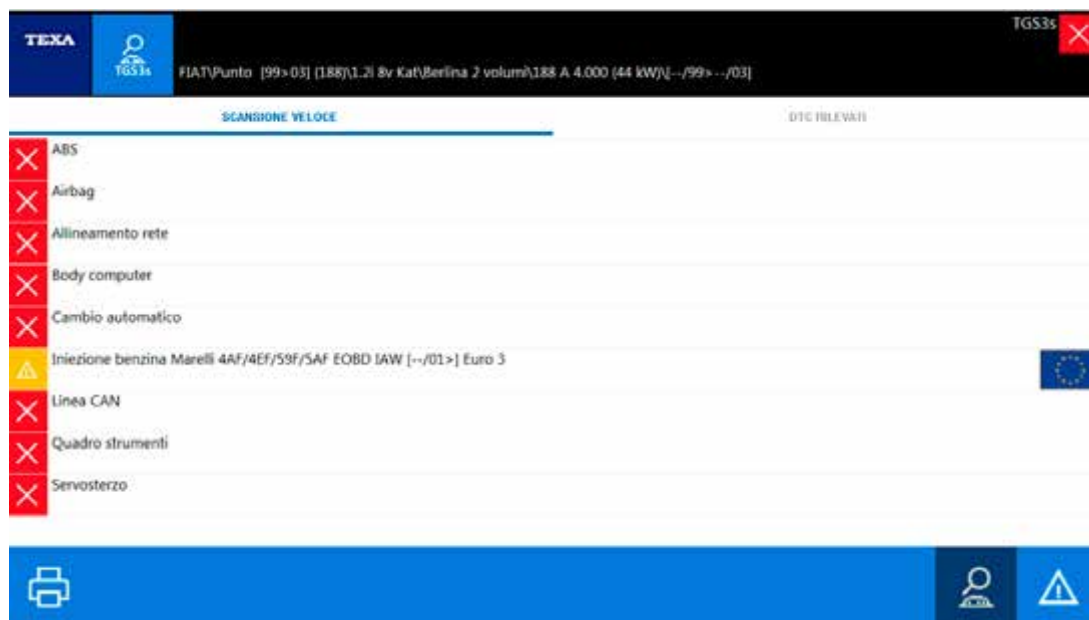 TEXA
TGS3s
TGS3s
FIAT\Punto [99>03] (188)\1.2i 8v Kat\Berlina 2 volumi\188 A 4.000 (44 kW)\[--/99>--/03]
SCANSIONE VELOCE
DTC RILEVATI
ABS
Airbag
Allineamento rete
Body computer
Cambio automatico
Iniezione benzina Marelli 4AF/4EF/59F/5AF EOBD IAW [--/01>] Euro 3
Linea CAN
Quadro strumenti
Servosterzo